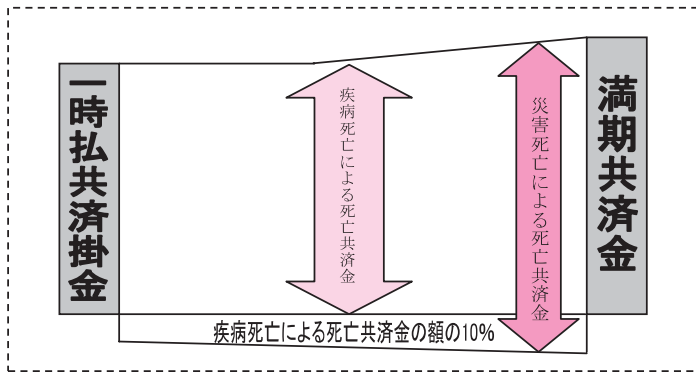 一時払共済掛金
疾病死亡による死亡共済金
災害死亡による死亡共済金
満期共済金
疾病死亡による死亡共済金の額の10%